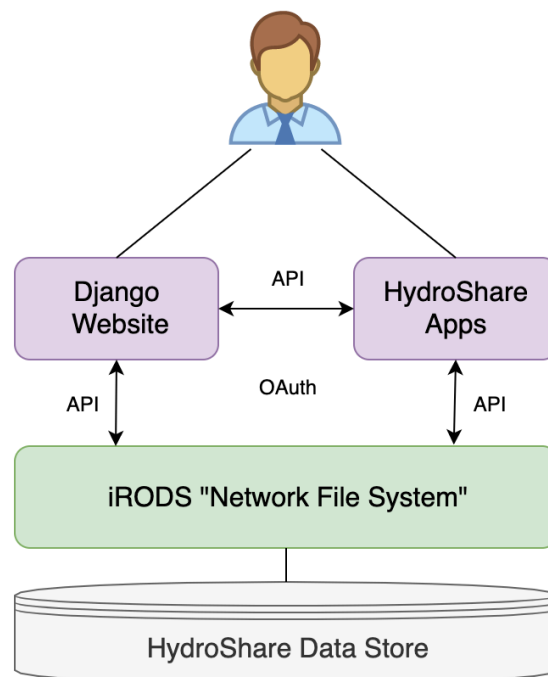 Django
Website
API
HydroShare
Apps
API
OAuth
API
iRODS "Network File System"
HydroShare Data Store